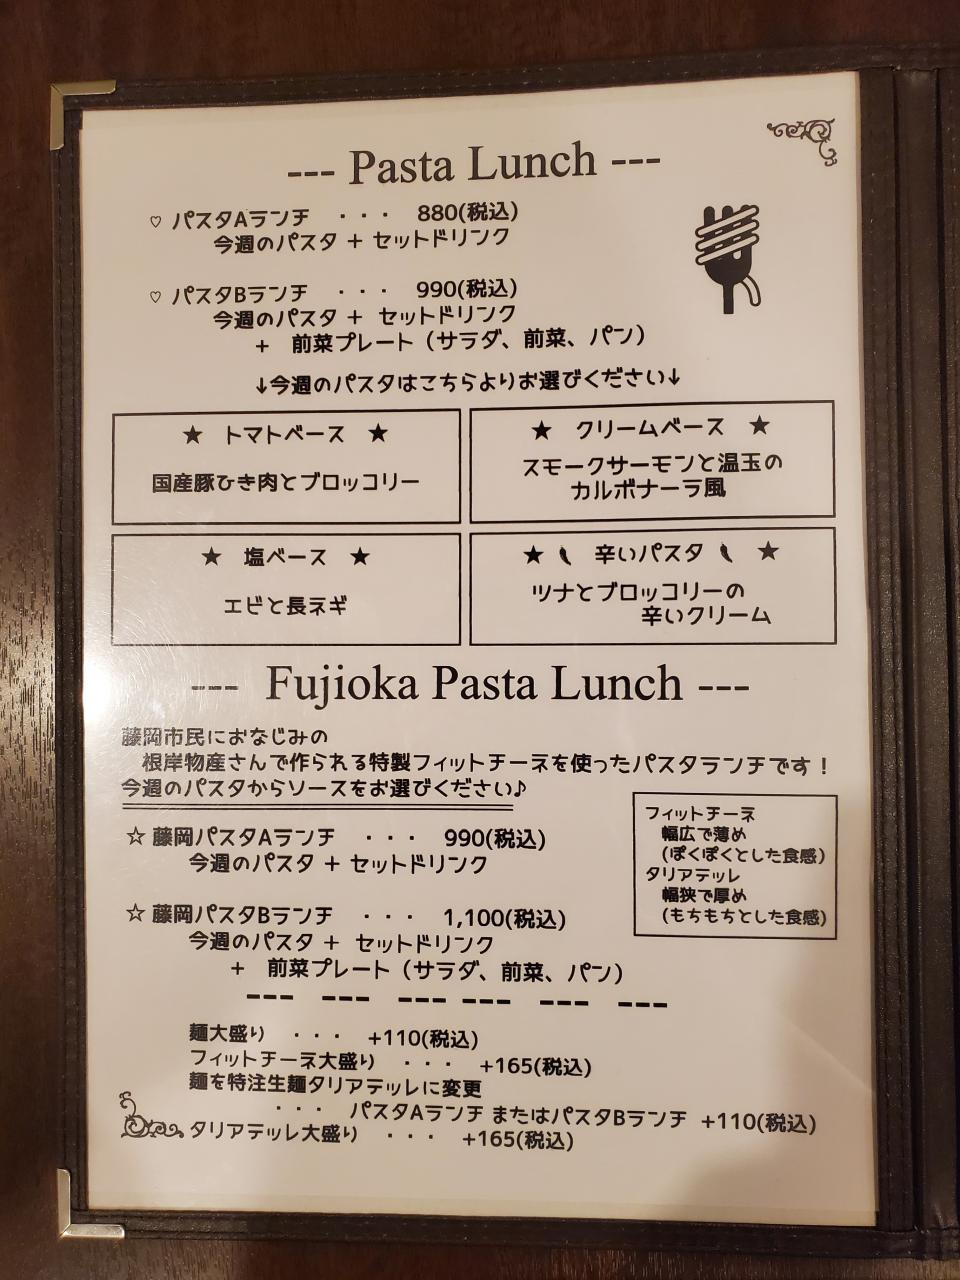 --- Pasta Lunch ---
♡ パスタAランチ ・・・ 880(税込)
今週のパスタ + セットドリンク
♡ パスタBランチ ・・・ 990(税込)
今週のパスタ + セットドリンク
+ 前菜プレート（サラダ、前菜、パン）
↓今週のパスタはこちらよりお選びください↓
★ トマトベース ★
国産豚ひき肉とブロッコリー
★ クリームベース ★
スモークサーモンと温玉の
カルボナーラ風
★ 塩ベース ★
エビと長ネギ
★ 辛いパスタ ★
ツナとブロッコリーの
辛いクリーム
--- Fujioka Pasta Lunch ---
藤岡市民におなじみの
根岸物産さんで作られる特製フィットチーネを使ったパスタランチです！
今週のパスタからソースをお選びください♪
☆ 藤岡パスタAランチ ・・・ 990(税込)
今週のパスタ + セットドリンク
☆ 藤岡パスタBランチ ・・・ 1,100(税込)
今週のパスタ + セットドリンク
+ 前菜プレート（サラダ、前菜、パン）
フィットチーネ
幅広で薄め
(ぽくぽくとした食感)
タリアテッレ
幅狭で厚め
(もちもちとした食感)
--- --- --- --- --- ---
麺大盛り ・・・ +110(税込)
フィットチーネ大盛り ・・・ +165(税込)
麺を特注生麺タリアテッレに変更
・・・ パスタAランチ またはパスタBランチ +110(税込)
タリアテッレ大盛り ・・・ +165(税込)